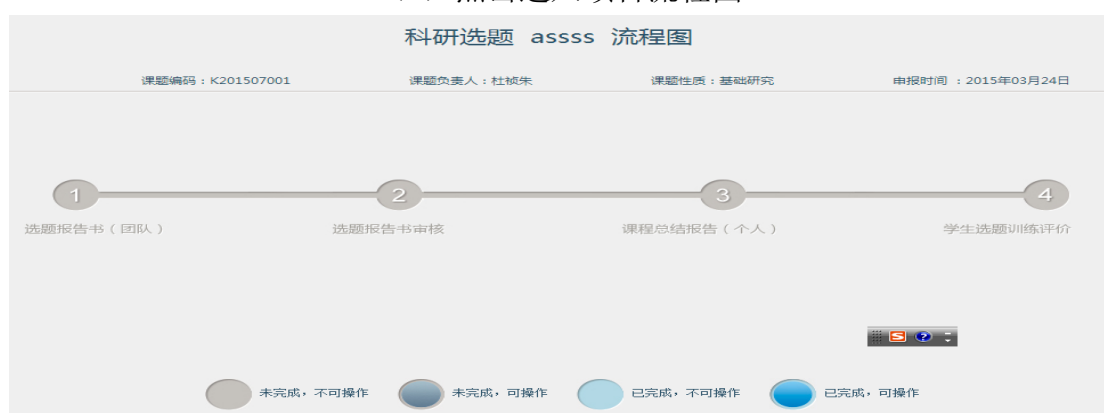 科研选题 assss 流程图
课题编码：K201507001 课题负责人：杜祯朱 课题性质：基础研究 申报时间 ：2015年03月24日
1 2 3 4
选题报告书（团队） 选题报告书审核 课程总结报告（个人） 学生选题训练评价
未完成，不可操作 未完成，可操作 已完成，不可操作 已完成，可操作